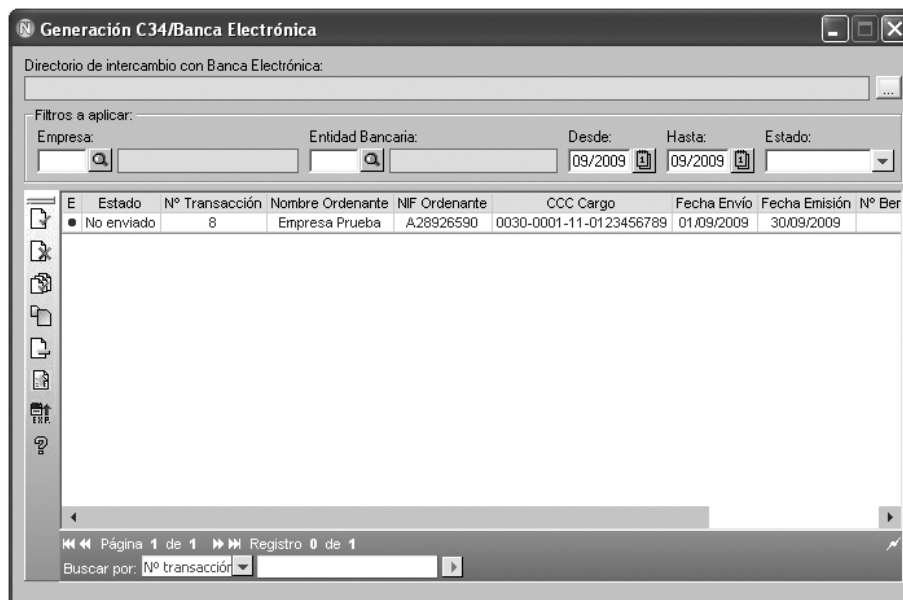 Generación C34/Banca Electrónica
Directorio de intercambio con Banca Electrónica:
...
Filtros a aplicar:
Empresa: Entidad Bancaria: Desde: Hasta: Estado:
09/2009 09/2009
E Estado Nº Transacción Nombre Ordenante NIF Ordenante CCC Cargo Fecha Envío Fecha Emisión Nº Ber
No enviado 8 Empresa Prueba A28926590 0030-0001-11-0123456789 01/09/2009 30/09/2009
EXP.
Página 1 de 1 Registro 0 de 1
Buscar por: Nº transacción